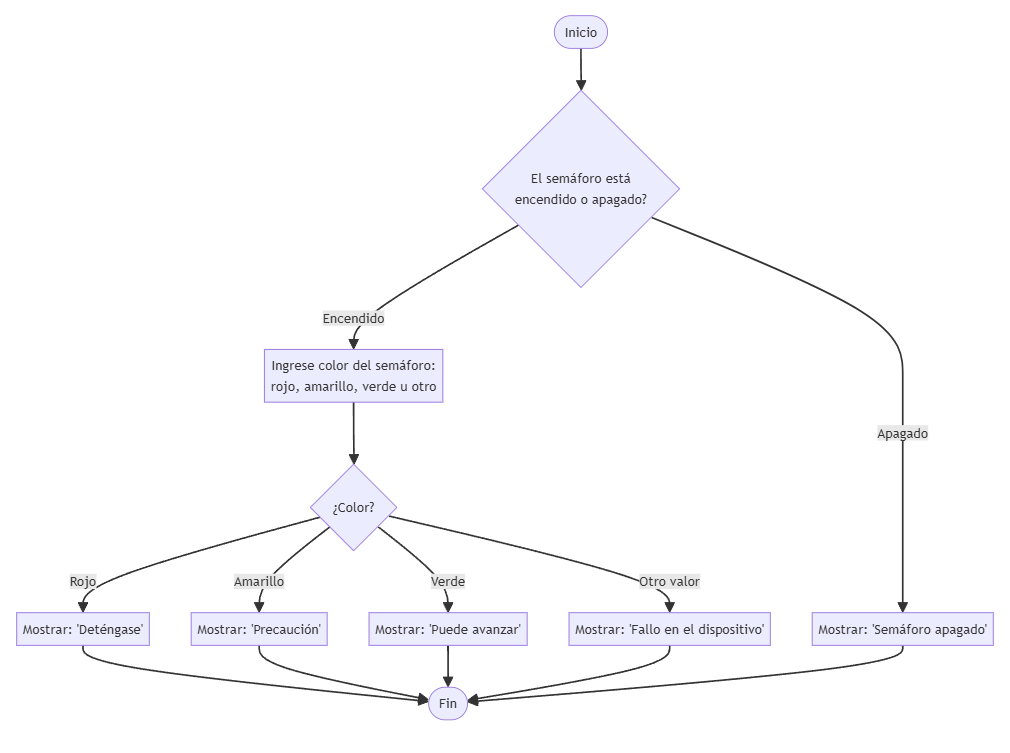 Inicio
El semáforo está
encendido o apagado?
Encendido
Ingrese color del semáforo:
rojo, amarillo, verde u otro
Apagado
¿Color?
Rojo
Amarillo
Verde
Otro valor
Mostrar: 'Deténgase'
Mostrar: 'Precaución'
Mostrar: 'Puede avanzar'
Mostrar: 'Fallo en el dispositivo'
Mostrar: 'Semáforo apagado'
Fin